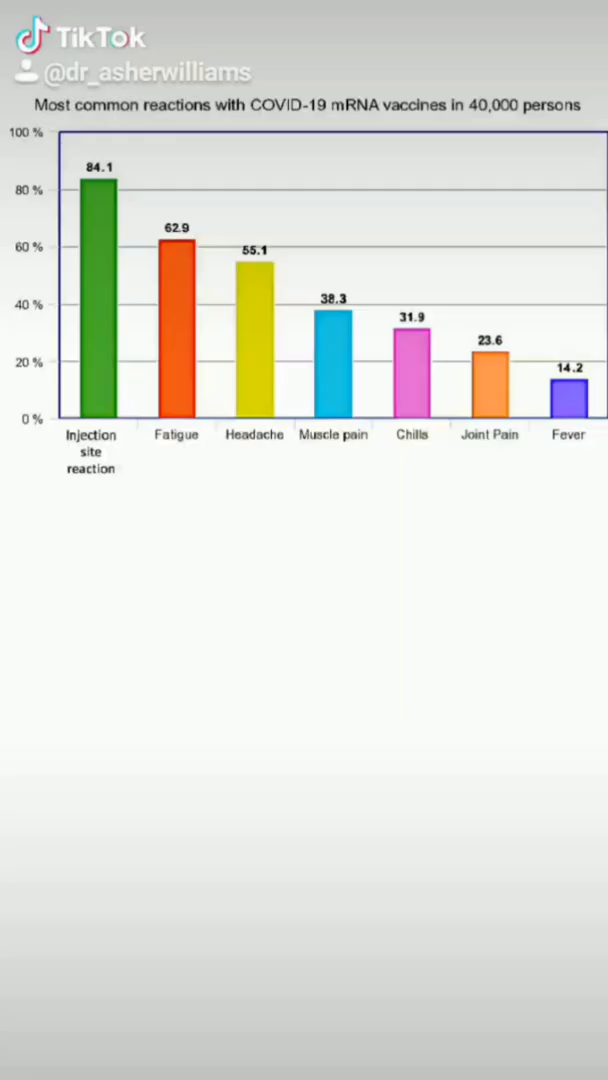 TikTok
@dr_asherwilliams
Most common reactions with COVID-19 mRNA vaccines in 40,000 persons
100 %
84.1
80 %
62.9
60 %
55.1
40 %
38.3
31.9
23.6
20 %
14.2
0 %
Injection site reaction
Fatigue
Headache
Muscle pain
Chills
Joint Pain
Fever